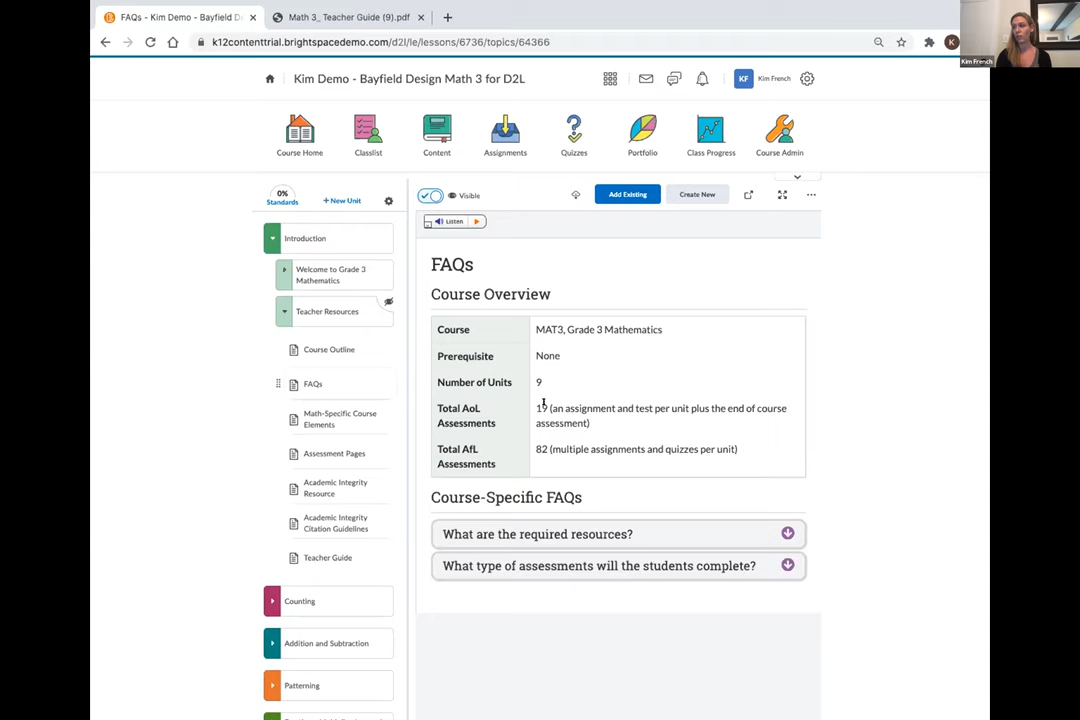 FAQs - Kim Demo - Bayfield D
Math 3_ Teacher Guide (9).pdf
k12contenttrial.brightspacedemo.com/d2l/le/lessons/6736/topics/64366
K
Kim French
Kim Demo - Bayfield Design Math 3 for D2L
KF
Kim French
Course Home
Classlist
Content
Assignments
Quizzes
Portfolio
Class Progress
Course Admin
0%
Standards
+ New Unit
Visible
Add Existing
Create New
Listen
Introduction
Welcome to Grade 3
Mathematics
Teacher Resources
Course Outline
FAQs
Math-Specific Course
Elements
Assessment Pages
Academic Integrity
Resource
Academic Integrity
Citation Guidelines
Teacher Guide
Counting
Addition and Subtraction
Patterning
FAQs
Course Overview
Course MAT3, Grade 3 Mathematics
Prerequisite None
Number of Units 9
Total AoL 19 (an assignment and test per unit plus the end of course
Assessments assessment)
Total AfL 82 (multiple assignments and quizzes per unit)
Assessments
Course-Specific FAQs
What are the required resources?
What type of assessments will the students complete?